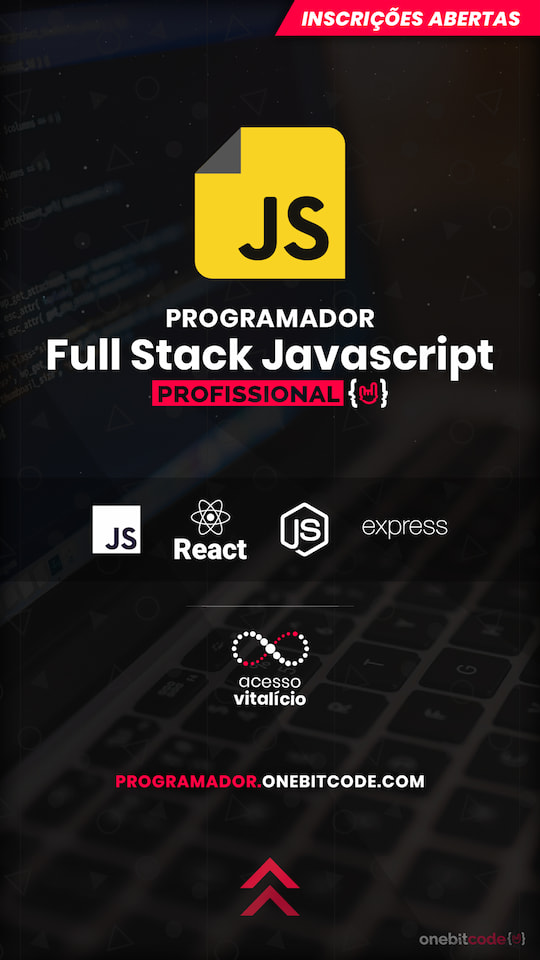 INSCRIÇÕES ABERTAS
JS
PROGRAMADOR
Full Stack Javascript
PROFISSIONAL
JS
React
JS
express
acesso
vitalício
PROGRAMADOR.ONEBITCODE.COM
onebitcode